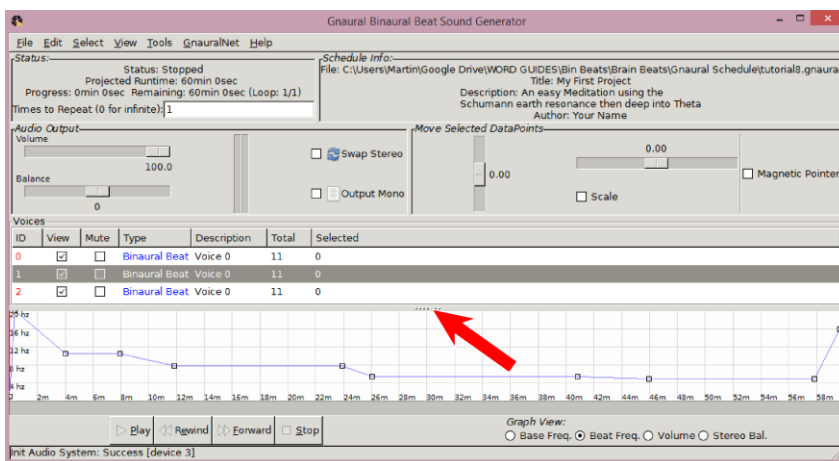 Gnaural Binaural Beat Sound Generator
File Edit Select View Tools GnauralNet Help
Status:
Status: Stopped
Projected Runtime: 60min 0sec
Progress: 0min 0sec Remaining: 60min 0sec (Loop: 1/1)
Times to Repeat (0 for infinite): 1
Schedule Info:
File: C:\Users\Martin\Google Drive\WORD GUIDES\Bin Beats\Brain Beats\Gnaural Schedule\tutorial8.gnaura
Title: My First Project
Description: An easy Meditation using the
Schumann earth resonance then deep into Theta
Author: Your Name
Audio Output
Volume
100.0
Balance
0
Swap Stereo
Output Mono
Move Selected DataPoints
0.00
0.00
Scale
Magnetic Pointer
Voices
ID View Mute Type Description Total Selected
0 Binaural Beat Voice 0 11 0
1 Binaural Beat Voice 0 11 0
2 Binaural Beat Voice 0 11 0
20 hz
16 hz
12 hz
hz
4 hz
2m 4m 6m 8m 10m 12m 14m 16m 18m 20m 22m 24m 26m 28m 30m 32m 34m 36m 38m 40m 42m 44m 46m 48m 50m 52m 54m 56m 58m
Play Rewind Forward Stop
Graph View:
Base Freq. Beat Freq. Volume Stereo Bal.
Init Audio System: Success [device 3]